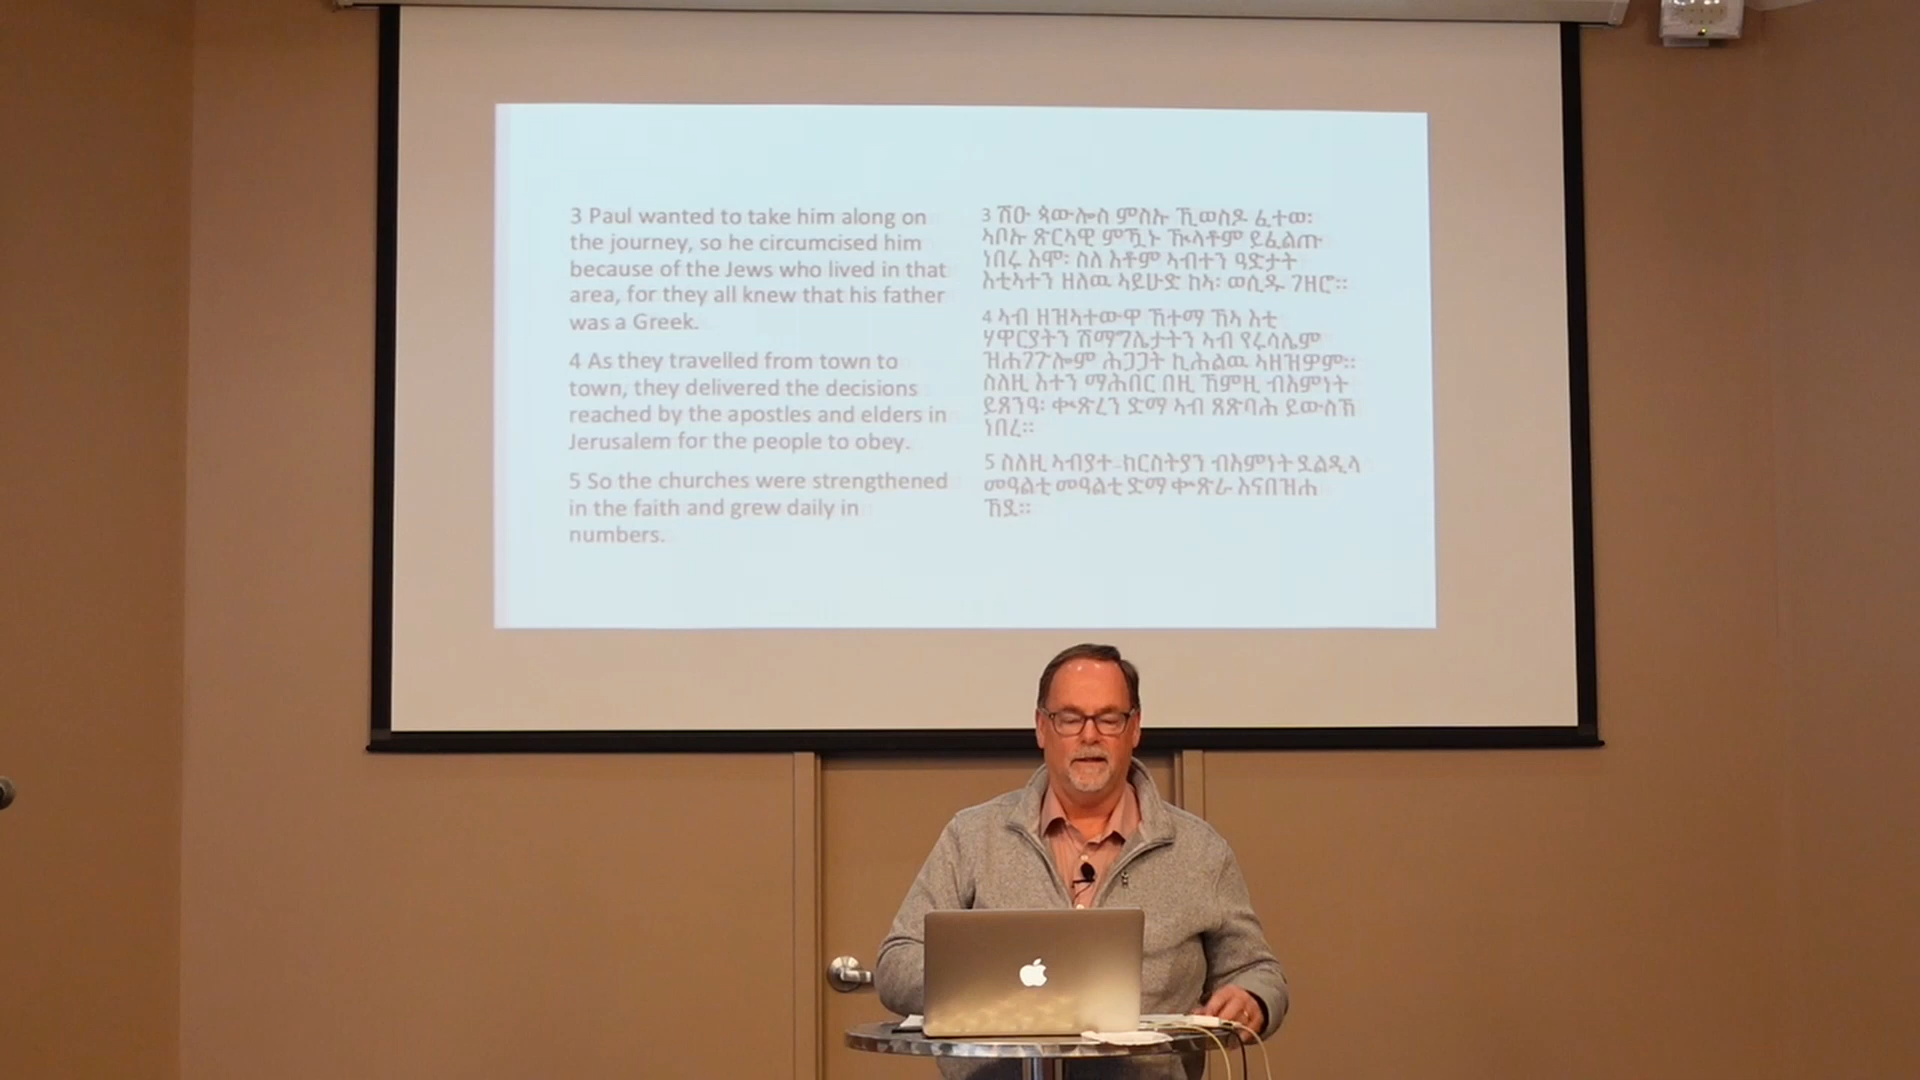 3 Paul wanted to take him along on
the journey, so he circumcised him
because of the Jews who lived in that
area, for they all knew that his father
was a Greek.
4 As they travelled from town to
town, they delivered the decisions
reached by the apostles and elders in
Jerusalem for the people to obey.
5 So the churches were strengthened
in the faith and grew daily in
numbers.
3 ሽዑ ጳውሎስ ምስኡ ኺወስዶ ፈተወ፡
ኣቦኡ ጽርኣዊ ምዃኑ ዅላቶም ይፈልጡ
ነበሩ እሞ፡ ስለ እቶም ኣብተን ዓድታት
እቲኣተን ዘለዉ ኣይሁድ ከኣ፡ ወሲዱ ገዘሮ።
4 ኣብ ዘዝኣተውዋ ኸተማ ኸኣ እቲ
ሃዋርያትን ሽማግሌታትን ኣብ የሩሳሌም
ዝሐገጉሎም ሕጋጋት ኪሕልዉ ኣዘዝዎም።
ስለዚ እተን ማሕበር በዚ ኸምዚ ብእምነት
ይጸንዓ፡ ቍጽረን ድማ ኣብ ጸጽባሕ ይውስኽ
ነበረ።
5 ስለዚ ኣብያተ-ክርስትያን ብእምነት ደልዲላ
መዓልቲ መዓልቲ ድማ ቍጽራ እናበዝሐ
ኸደ።